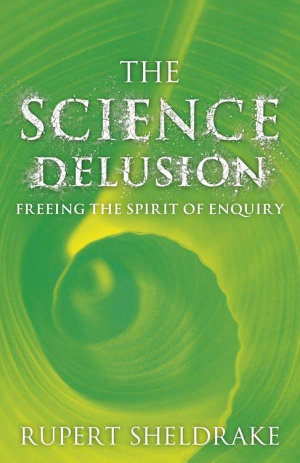 THE
SCIENCE
DELUSION
FREEING THE SPIRIT OF ENQUIRY
RUPERT SHELDRAKE